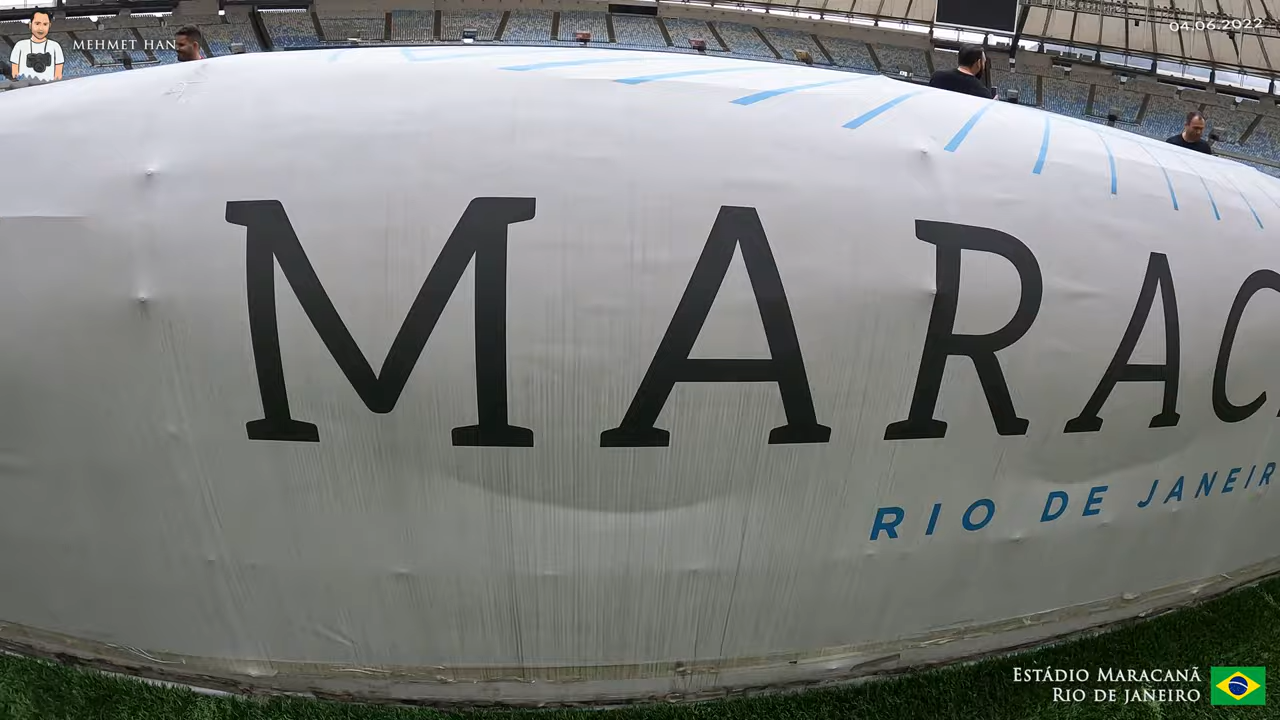 MEHMET HAN
04.06.2022
MARAC
RIO DE JANEIR
ESTÁDIO MARACANÃ
RIO DE JANEIRO